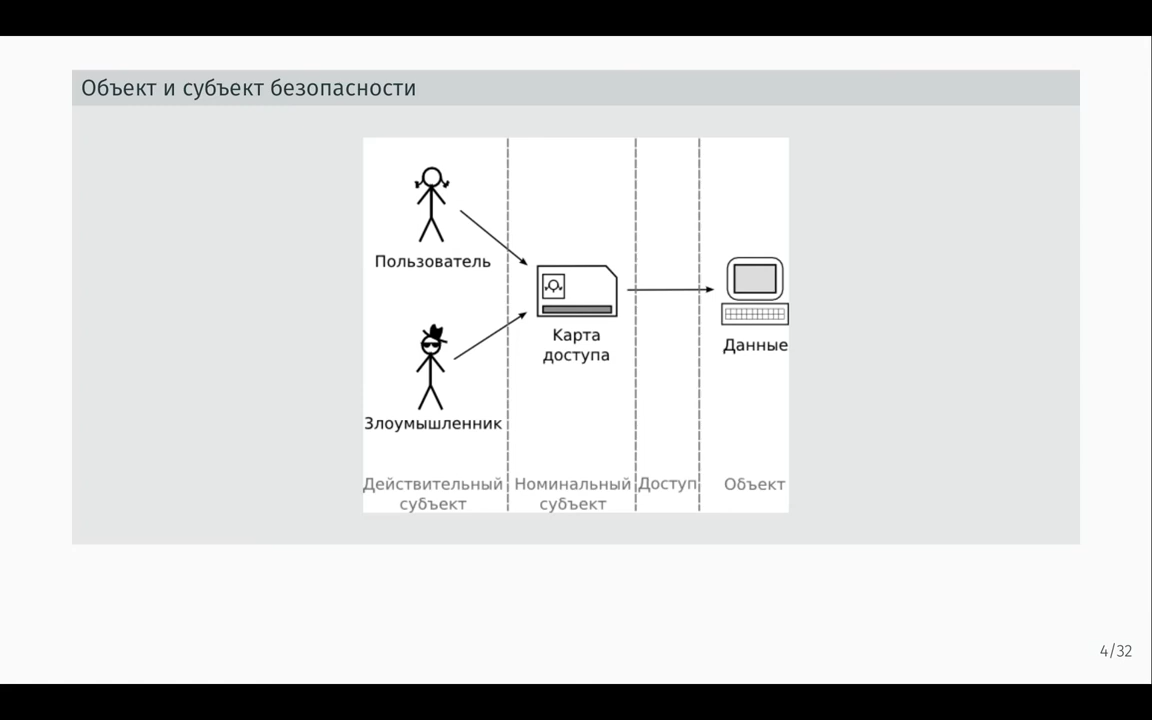 Объект и субъект безопасности
Пользователь
Карта
доступа
Данные
Злоумышленник
Действительный
субъект
Номинальный
субъект
Доступ
Объект
4/32